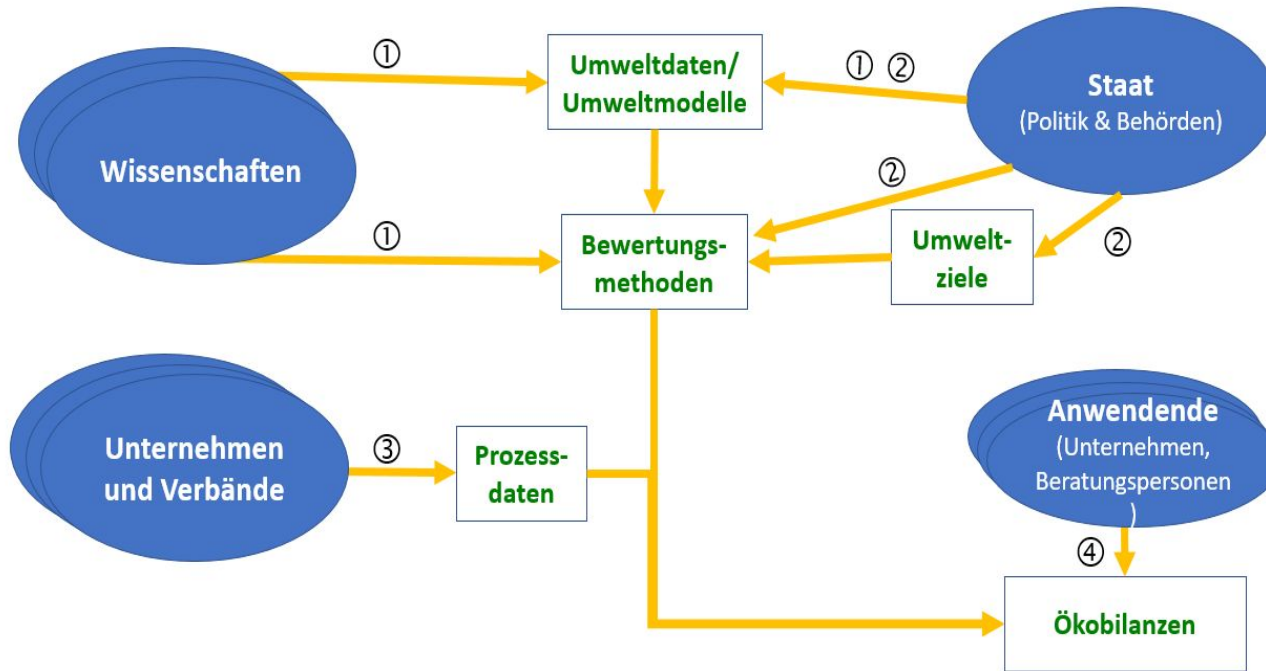 ①
Umweltdaten/
Umweltmodelle
① ②
Staat
(Politik & Behörden)
Wissenschaften
②
①
Bewertungs-
methoden
Umwelt-
ziele
②
Unternehmen
und Verbände
③
Prozess-
daten
Anwendende
(Unternehmen,
Beratungspersonen
)
④
Ökobilanzen